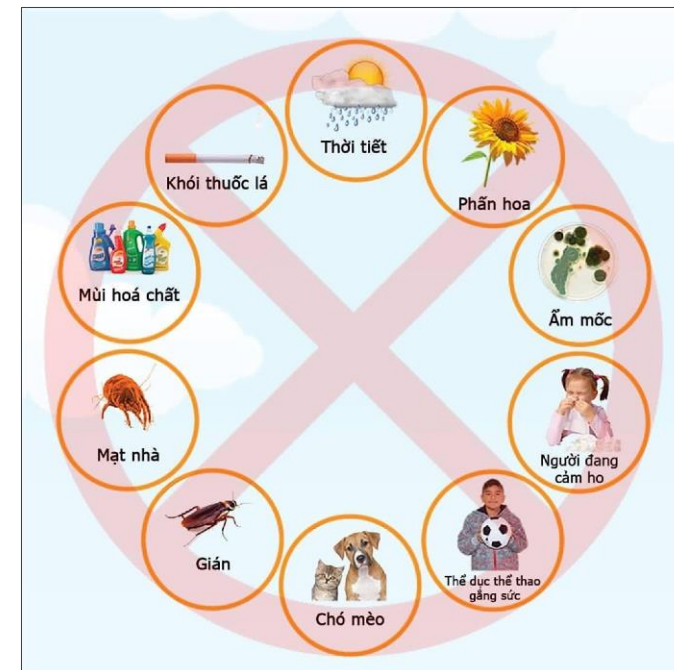 Thời tiết
Phấn hoa
Ẩm mốc
Người đang
cảm ho
Thể dục thể thao
gắng sức
Chó mèo
Gián
Mạt nhà
Mùi hoá chất
Khói thuốc lá